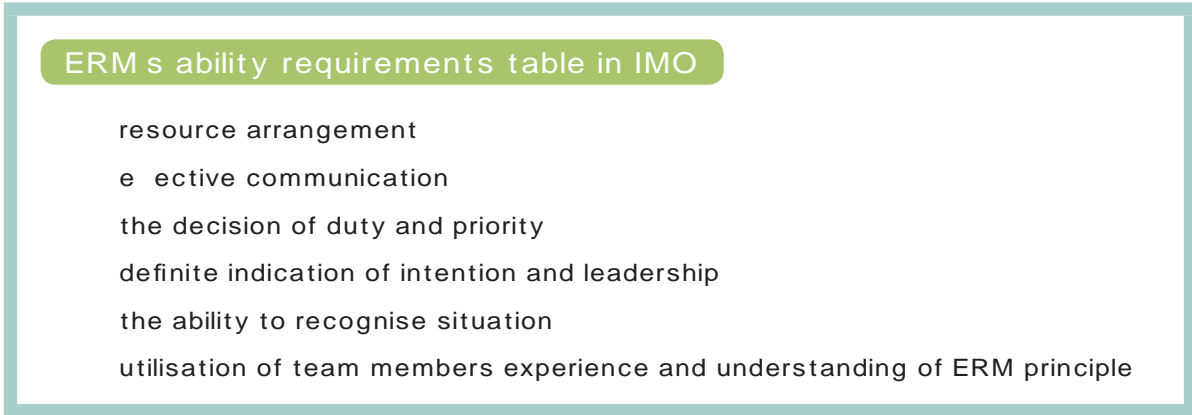 ERM s ability requirements table in IMO
resource arrangement
e ective communication
the decision of duty and priority
definite indication of intention and leadership
the ability to recognise situation
utilisation of team members experience and understanding of ERM principle